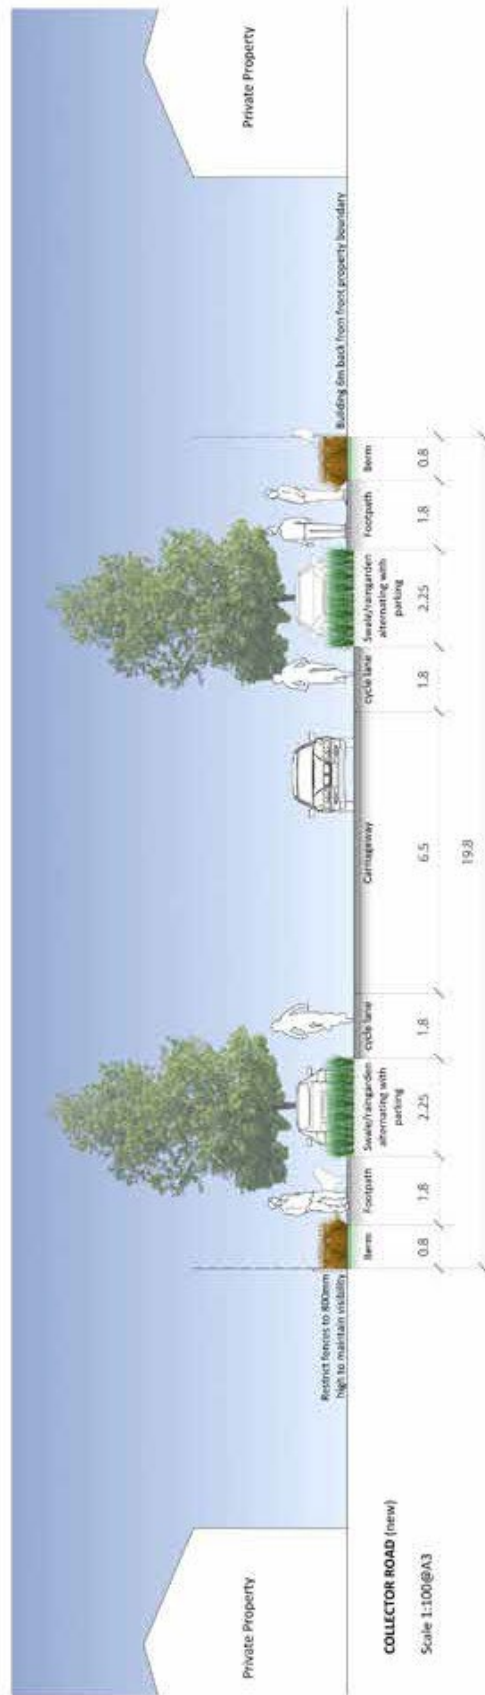 Private Property
Private Property
Restrict fences to 800mm
high to maintain visibility
Building 6m back from front property boundary
Berm
Footpath
Swale/raingarden
alternating with
parking
cycle lane
Carriageway
cycle lane
Swale/raingarden
alternating with
parking
Footpath
Berm
0.8
1.8
2.25
1.8
6.5
1.8
2.25
1.8
0.8
19.8
COLLECTOR ROAD (new)
Scale 1:100@A3